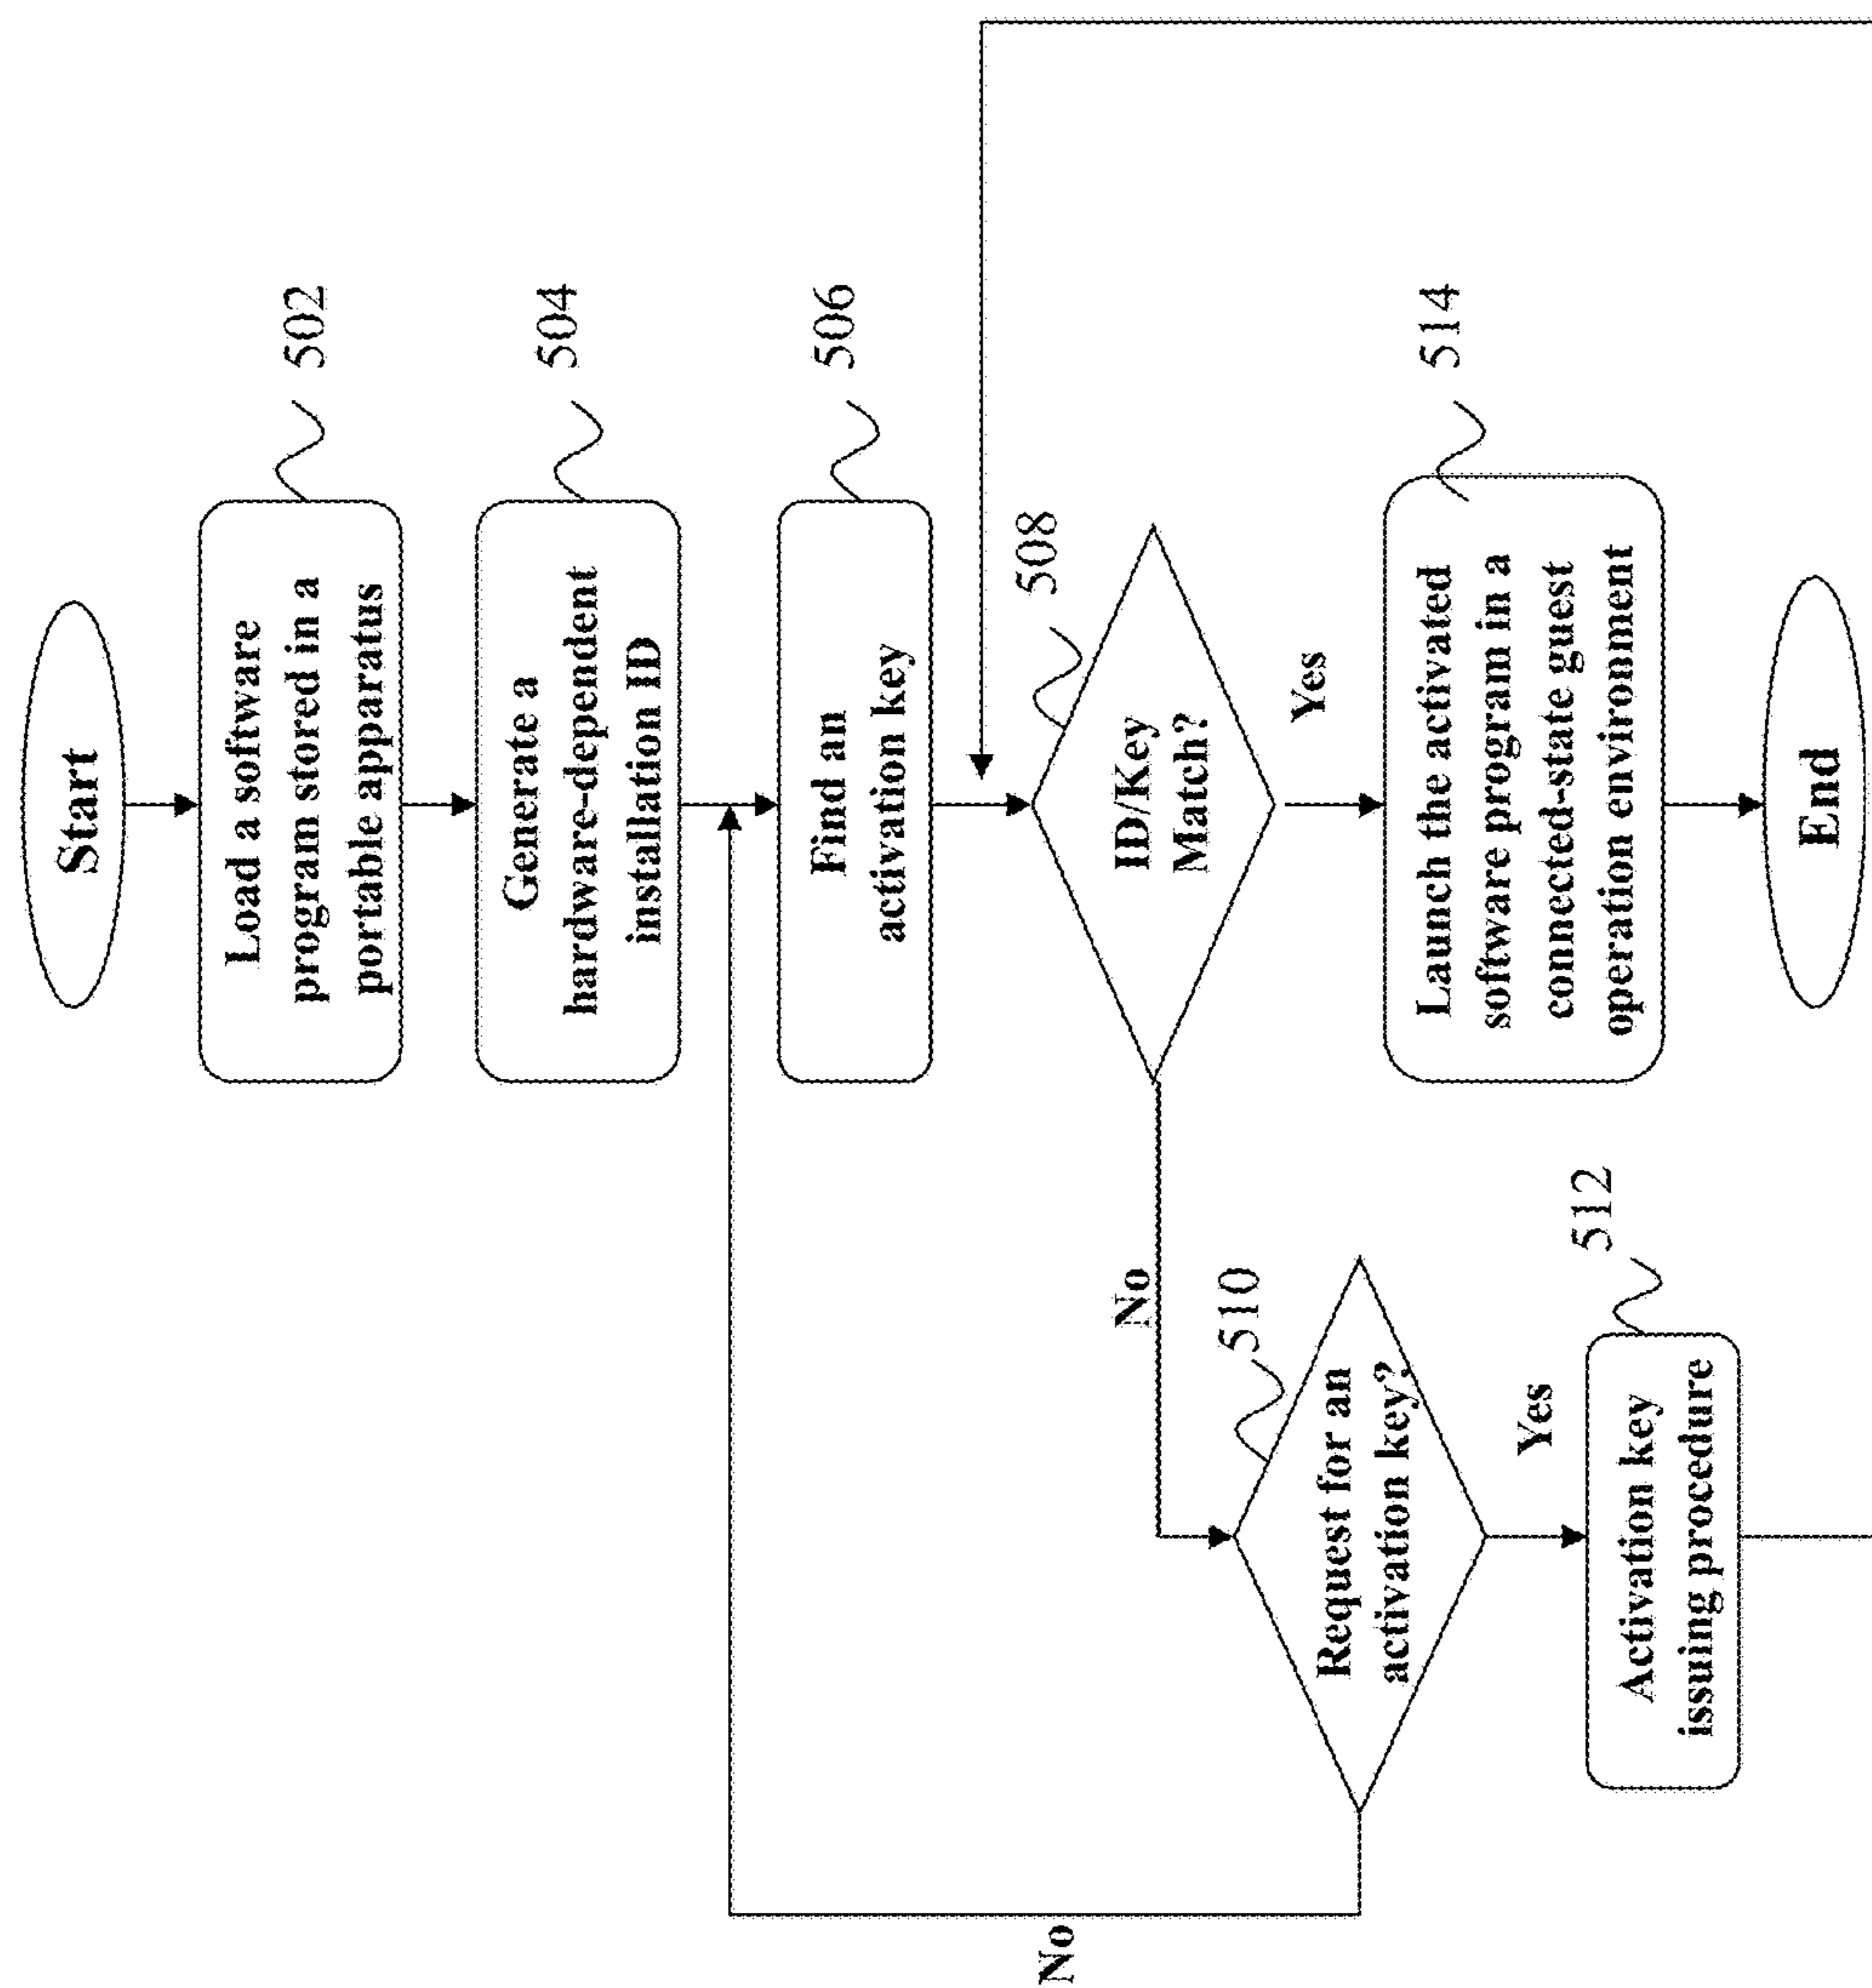 Start
Load a software
program stored in a
portable apparatus
502
Generate a
hardware-dependent
installation ID
504
Find an
activation key
506
ID/Key
Match?
508
No
Yes
Request for an
activation key?
510
No
Yes
Activation key
issuing procedure
512
Launch the activated
software program in a
connected-state guest
operation environment
514
End